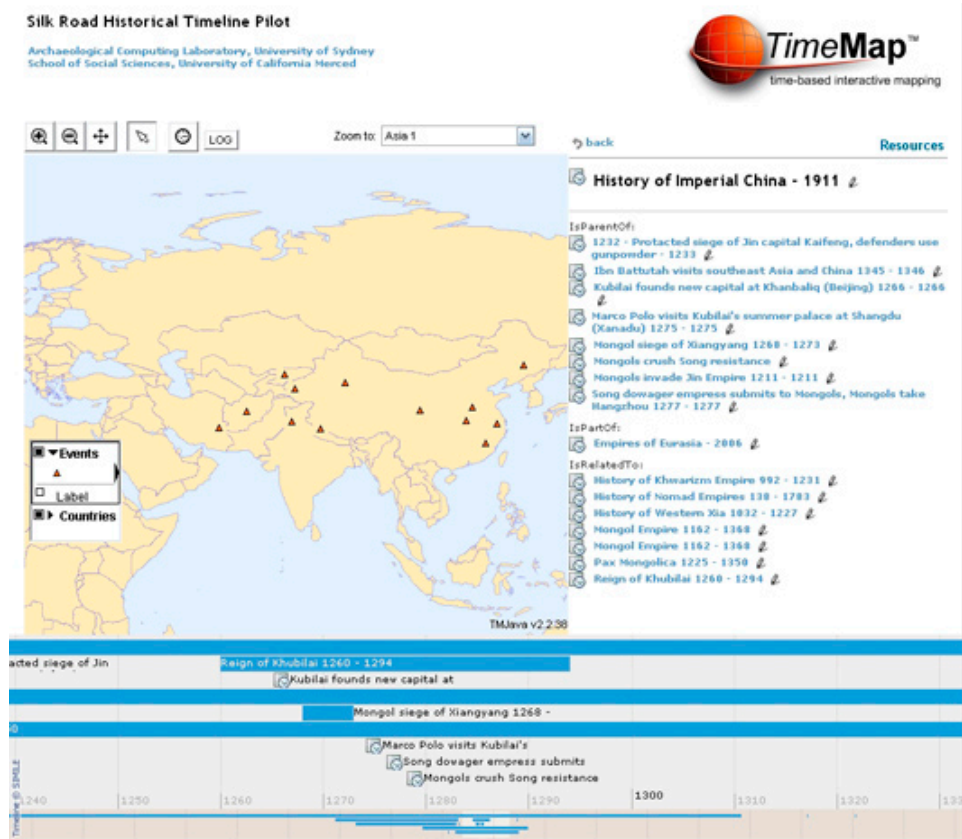 Silk Road Historical Timeline Pilot
Archaeological Computing Laboratory, University of Sydney
School of Social Sciences, University of California Merced
TimeMap™
time-based interactive mapping
LOG
Zoom to: Asia 1
back
Resources
History of Imperial China - 1911
IsParentOf:
1232 - Protacted siege of Jin capital Kaifeng, defenders use
gunpowder - 1233
Ibn Battutah visits southeast Asia and China 1345 - 1346
Kubilai founds new capital at Khanbaliq (Beijing) 1266 - 1266
Marco Polo visits Kubilai's summer palace at Shangdu
(Xanadu) 1275 - 1275
Mongol siege of Xiangyang 1268 - 1273
Mongols crush Song resistance
Mongols invade Jin Empire 1211 - 1211
Song dowager empress submits to Mongols, Mongols take
Hangzhou 1277 - 1277
IsPartOf:
Empires of Eurasia - 2006
IsRelatedTo:
History of Khwarizm Empire 992 - 1231
History of Nomad Empires 130 - 1703
History of Western Xia 1032 - 1227
Mongol Empire 1162 - 1368
Mongol Empire 1162 - 1368
Pax Mongolica 1225 - 1350
Reign of Khubilai 1260 - 1294
Events
Label
Countries
TMJava v2.2.38
acted siege of Jin
Reign of Khubilai 1260 - 1294
Kubilai founds new capital at
Mongol siege of Xiangyang 1268 -
Marco Polo visits Kubilai's
Song dowager empress submits
Mongols crush Song resistance
1240 1250 1260 1270 1280 1290 1300 1310 1320 133
Timeline © SIMILE